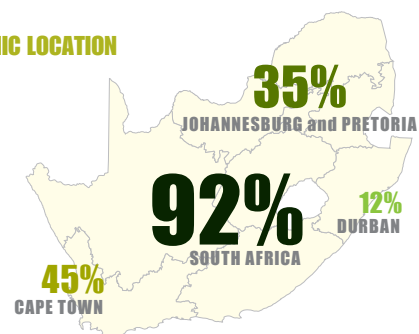 IC LOCATION
35%
JOHANNESBURG and PRETORIA
92%
SOUTH AFRICA
12%
DURBAN
45%
CAPE TOWN